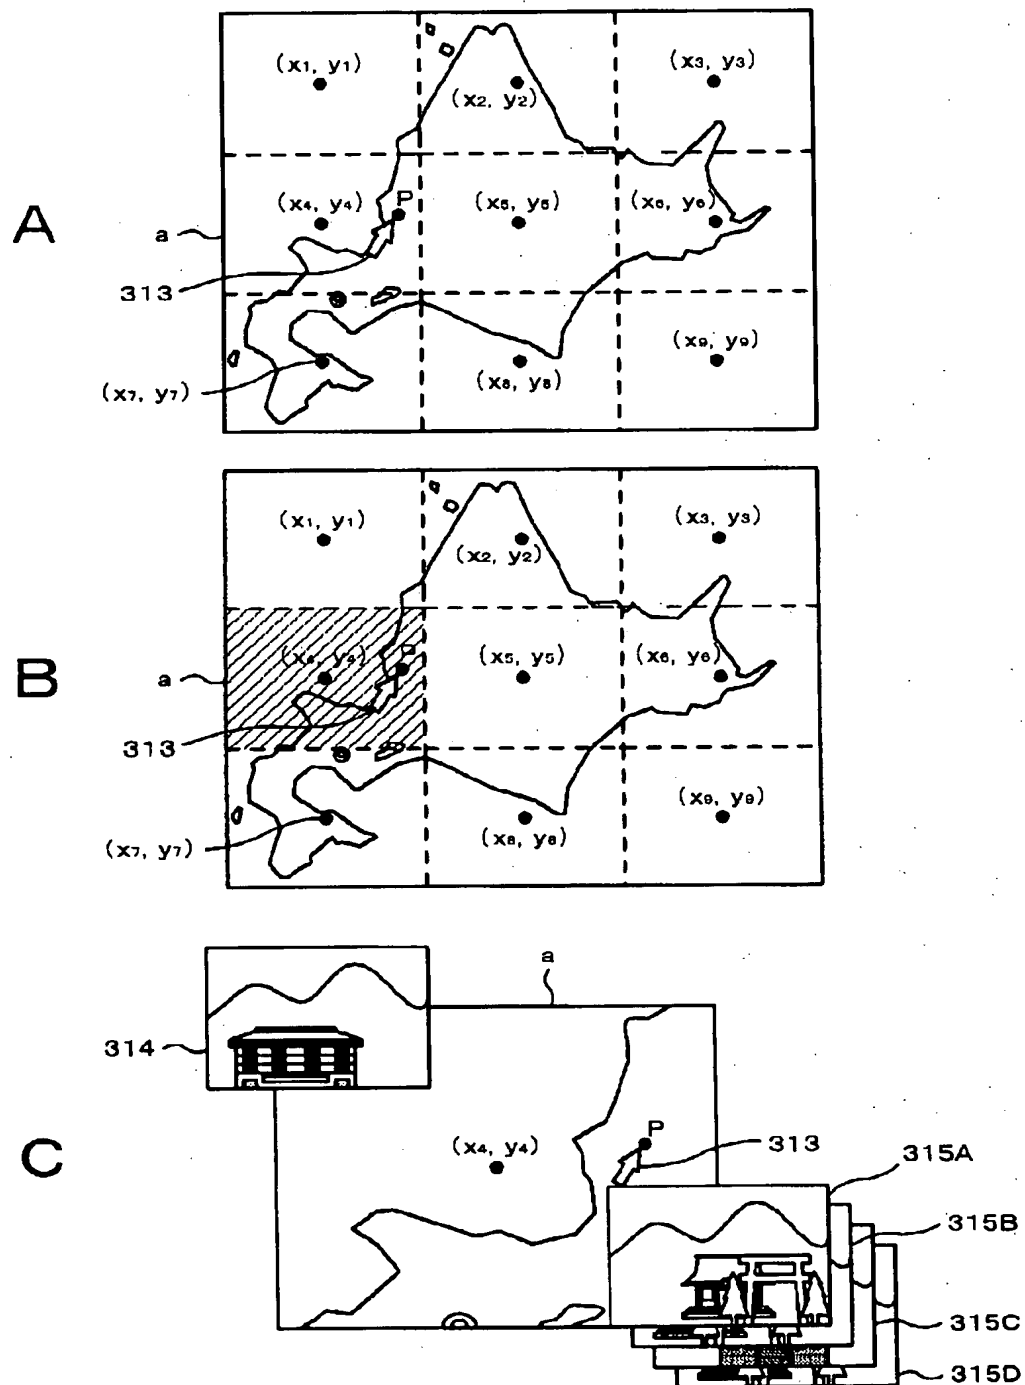 A
(x1, y1)
(x2, y2)
(x3, y3)
(x4, y4)
P
(x5, y5)
(x6, y6)
a
313
(x7, y7)
(x8, y8)
(x9, y9)
B
(x1, y1)
(x2, y2)
(x3, y3)
(x4, y4)
P
(x5, y5)
(x6, y6)
a
313
(x7, y7)
(x8, y8)
(x9, y9)
C
a
314
(x4, y4)
P
313
315A
315B
315C
315D